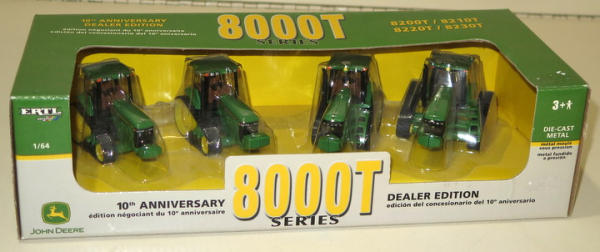 10th ANNIVERSARY
DEALER EDITION
édition négociant du 10e anniversaire
edición del concesionario del 10º aniversario
8000T
SERIES
8200T / 8210T
8220T / 8230T
ERTL
1/64
3+
DIE-CAST
METAL
métal moulé
sous pression
metal fundido
a presión
10th ANNIVERSARY
édition négociant du 10e anniversaire
8000T
SERIES
DEALER EDITION
edición del concesionario del 10º aniversario
JOHN DEERE